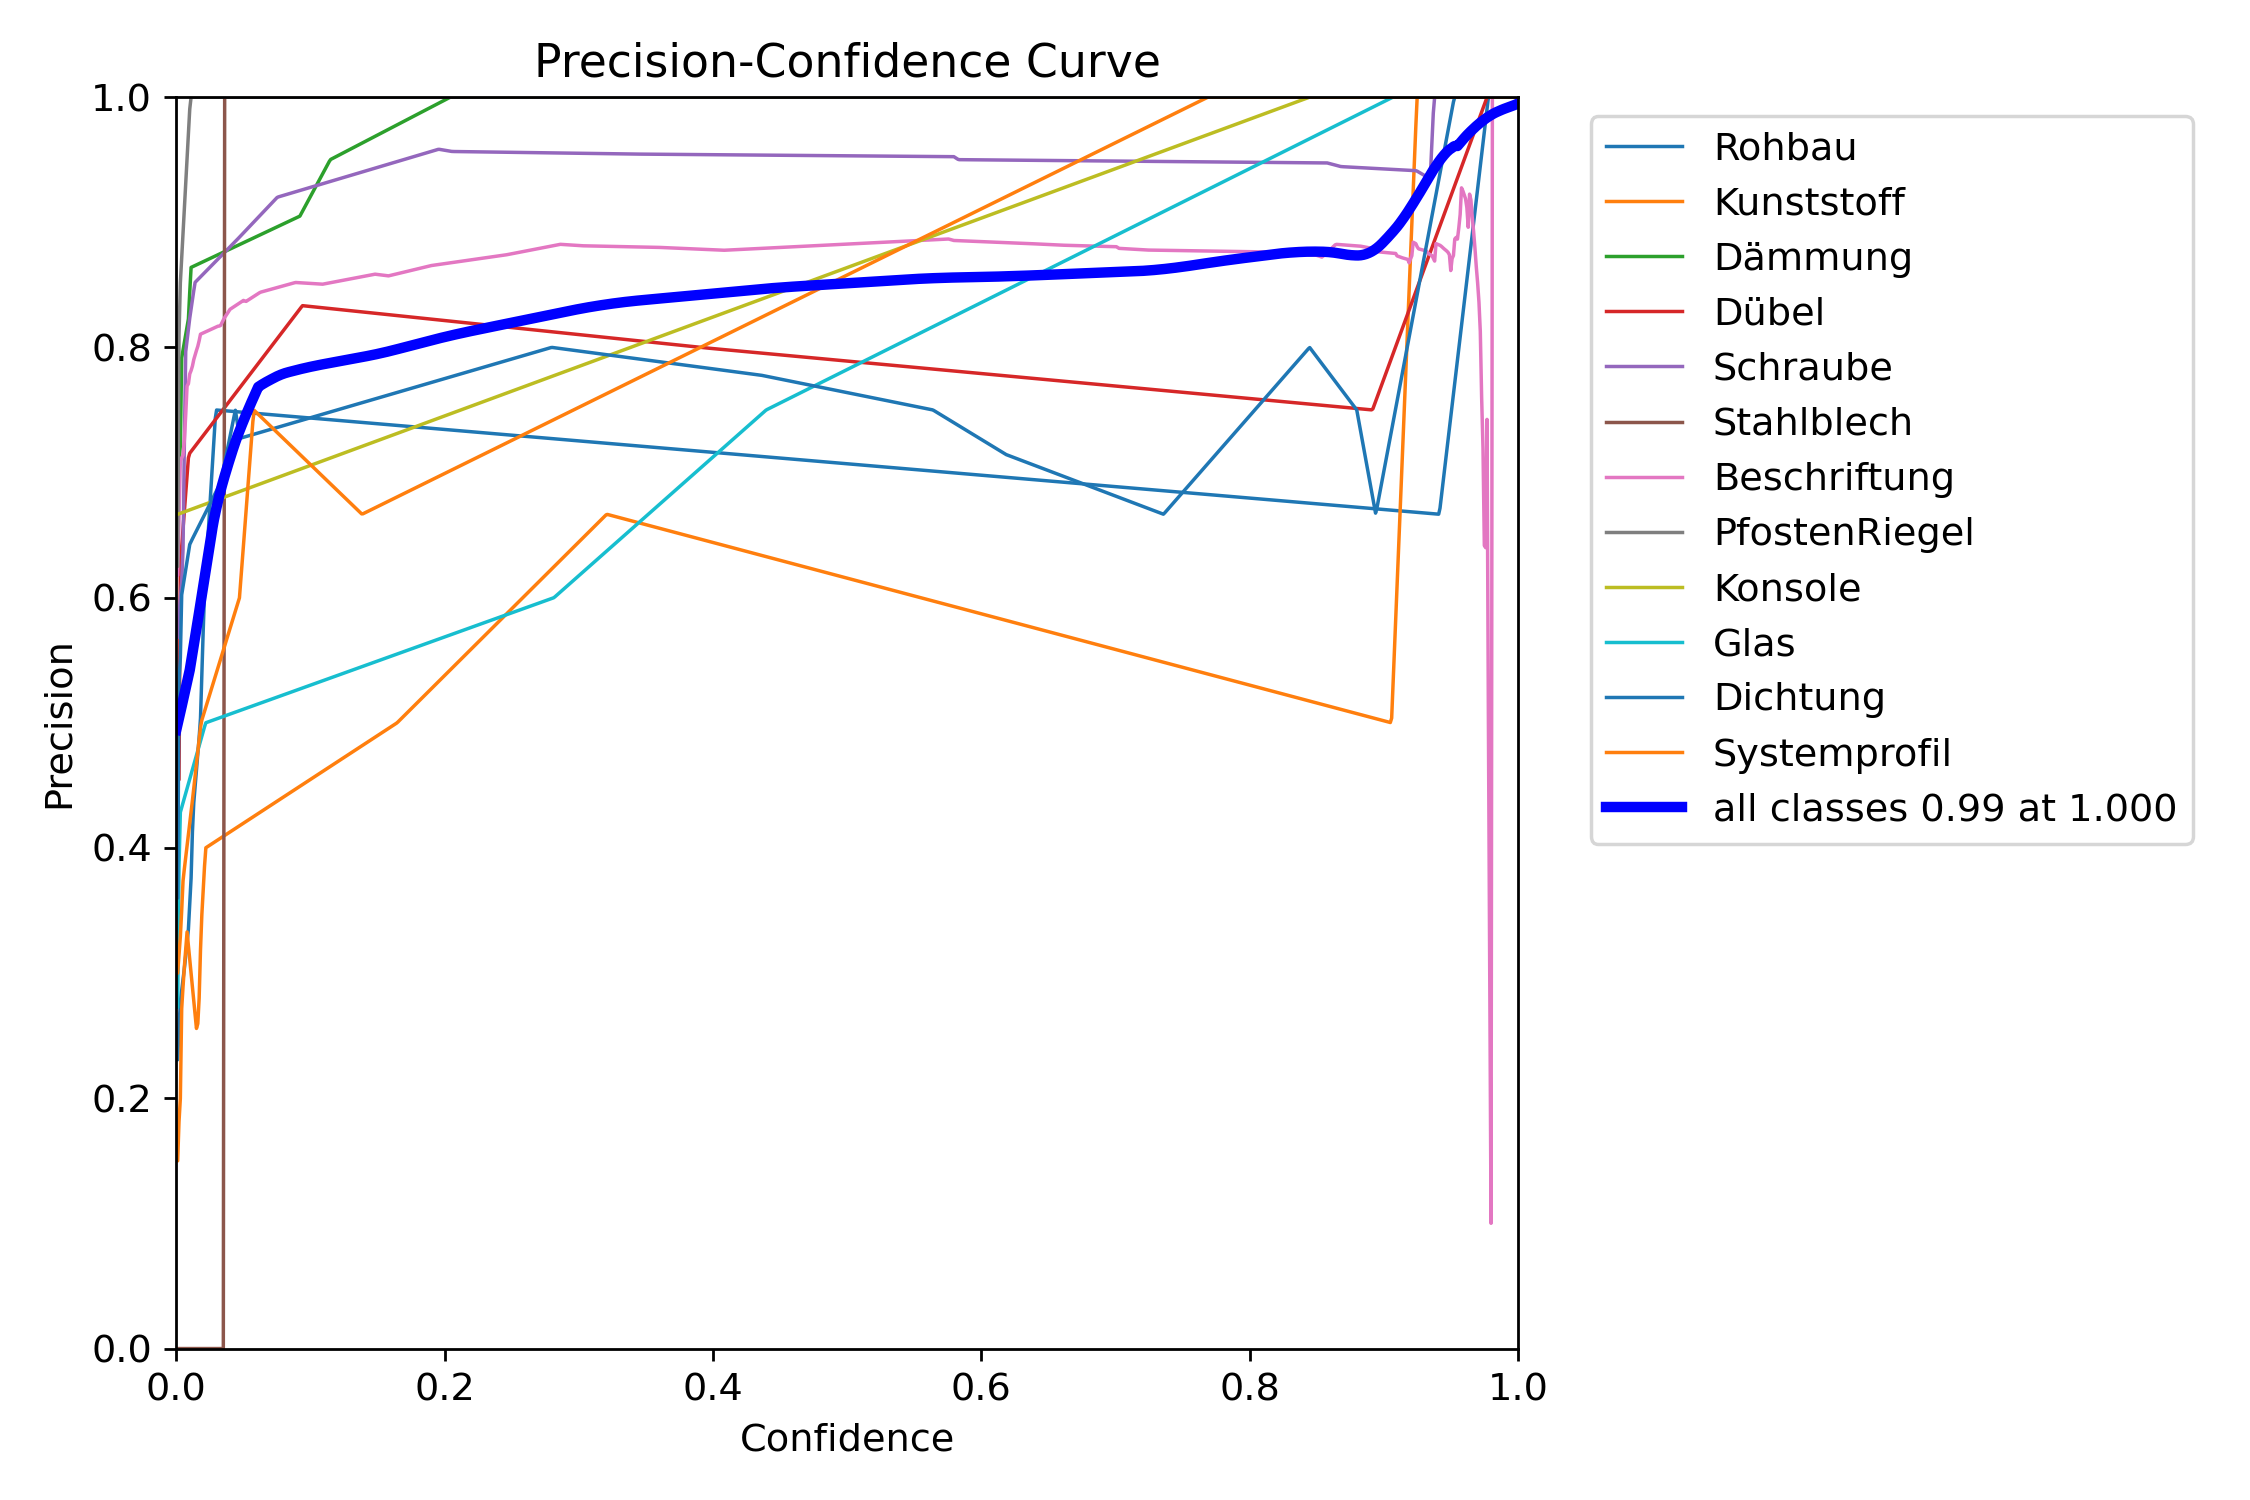 Precision-Confidence Curve
1.0
0.8
0.6
0.4
0.2
0.0
Precision
0.0 0.2 0.4 0.6 0.8 1.0
Confidence
Rohbau
Kunststoff
Dämmung
Dübel
Schraube
Stahlblech
Beschriftung
PfostenRiegel
Konsole
Glas
Dichtung
Systemprofil
all classes 0.99 at 1.000